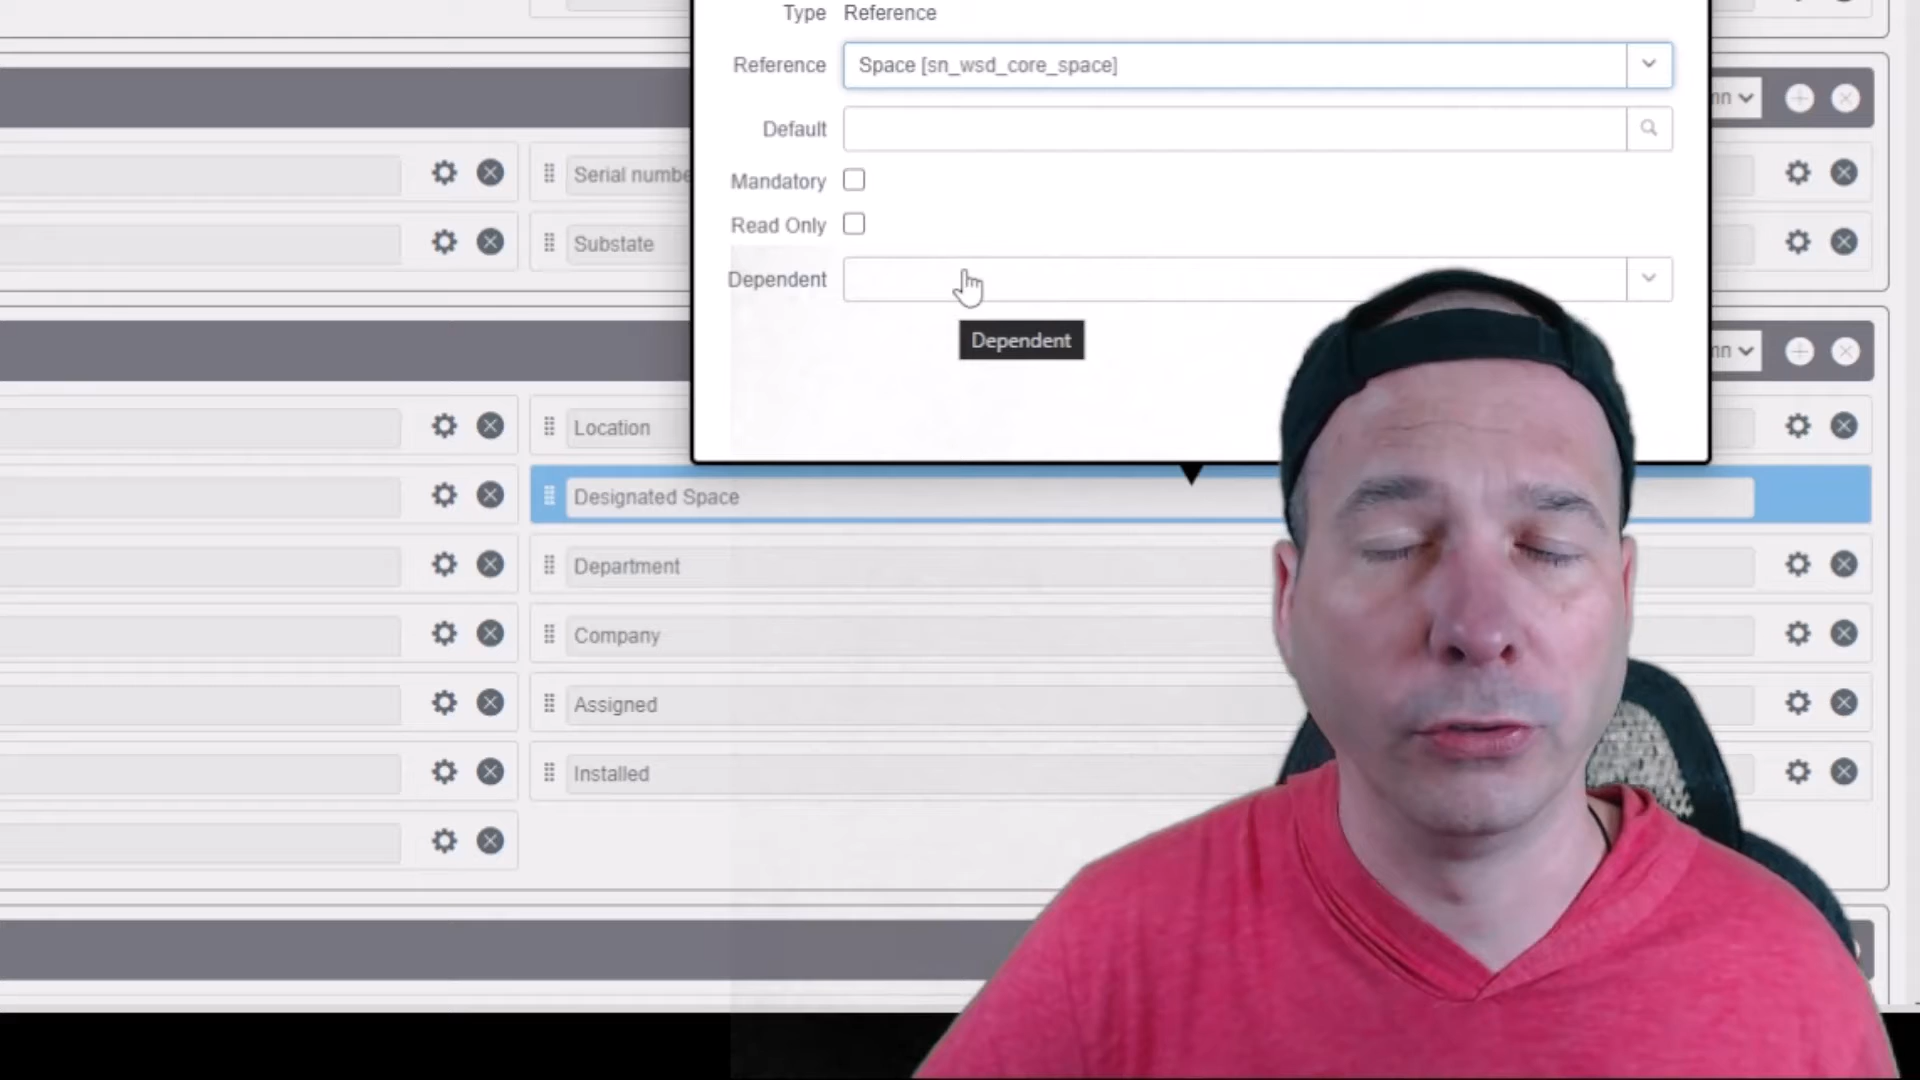 Type Reference
Reference Space [sn_wsd_core_space]
Default
Mandatory
Read Only
Dependent
Dependent
Serial numbe
Substate
Location
Designated Space
Department
Company
Assigned
Installed